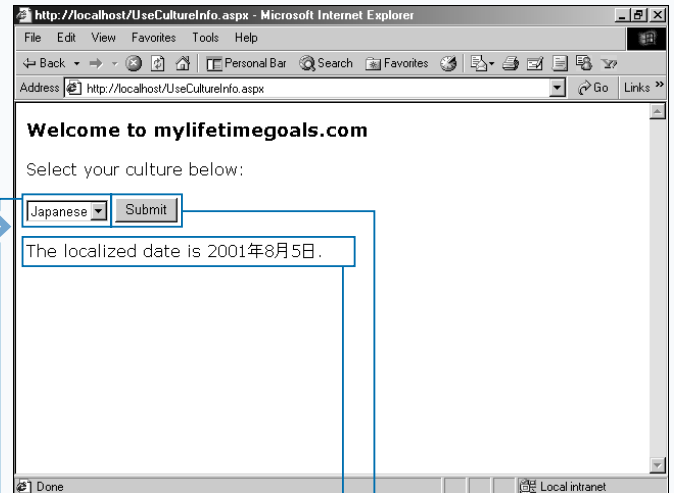 http://localhost/UseCultureInfo.aspx - Microsoft Internet Explorer
File Edit View Favorites Tools Help
Back Personal Bar Search Favorites
Address http://localhost/UseCultureInfo.aspx Go Links »
Welcome to mylifetimegoals.com
Select your culture below:
Japanese Submit
The localized date is 2001年8月5日.
Done Local intranet